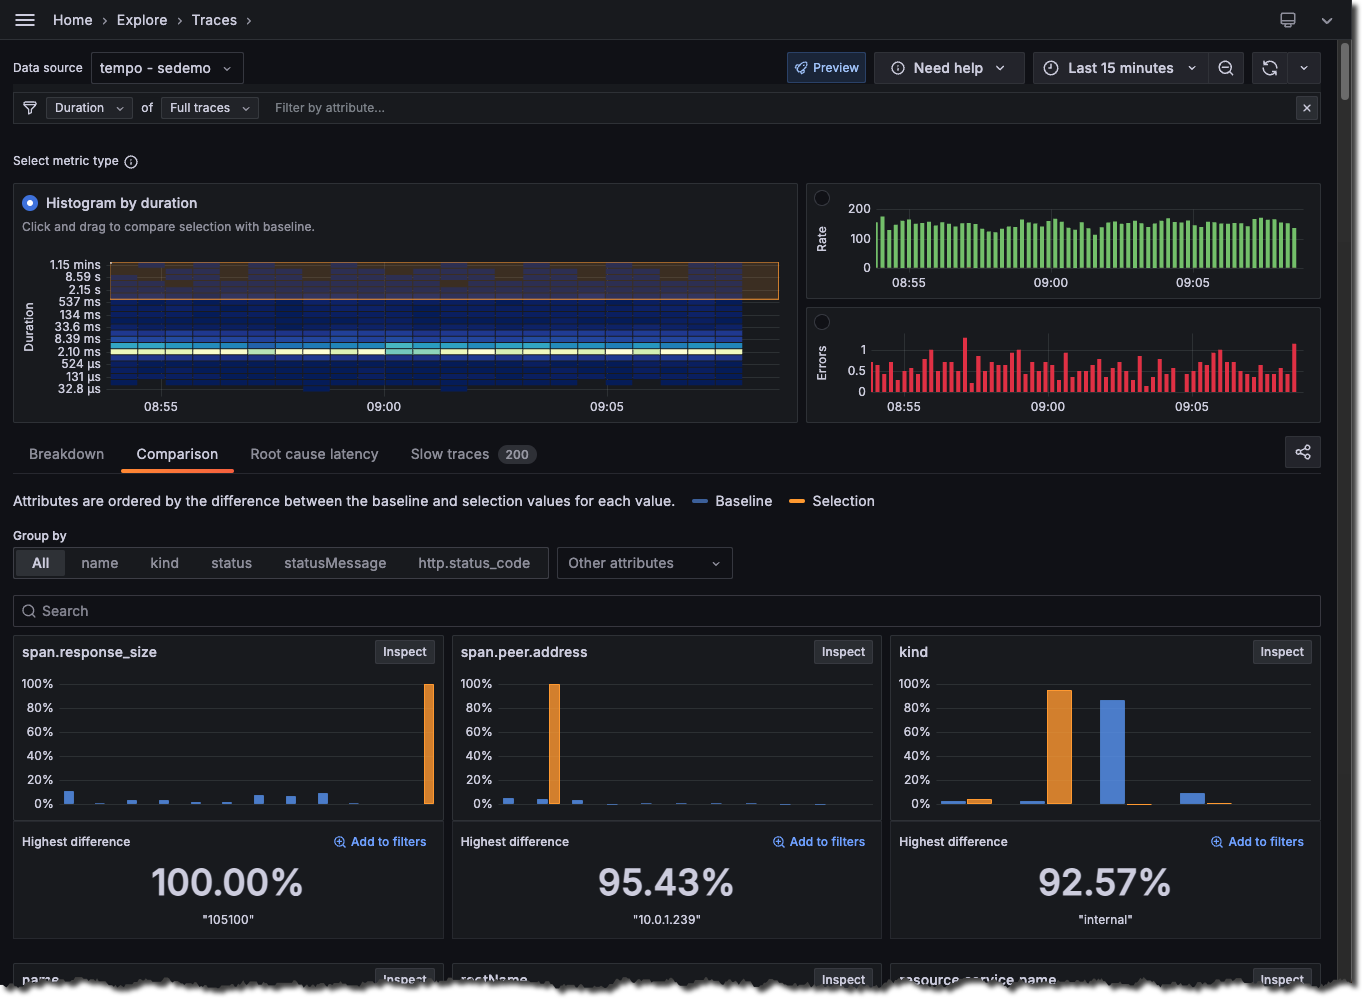 Home › Explore › Traces ›
Data source tempo - sedemo Preview Need help Last 15 minutes
Duration of Full traces Filter by attribute...
Select metric type
Histogram by duration
Click and drag to compare selection with baseline.
Duration
1.15 mins
8.59 s
2.15 s
537 ms
134 ms
33.6 ms
8.39 ms
2.10 ms
524 µs
131 µs
32.8 µs
08:55 09:00 09:05
Rate
200
100
0
08:55 09:00 09:05
Errors
1
0.5
0
08:55 09:00 09:05
Breakdown Comparison Root cause latency Slow traces 200
Attributes are ordered by the difference between the baseline and selection values for each value. Baseline Selection
Group by
All name kind status statusMessage http.status_code Other attributes
Search
span.response_size Inspect
100%
80%
60%
40%
20%
0%
Highest difference Add to filters
100.00%
"105100"
span.peer.address Inspect
100%
80%
60%
40%
20%
0%
Highest difference Add to filters
95.43%
"10.0.1.239"
kind Inspect
100%
80%
60%
40%
20%
0%
Highest difference Add to filters
92.57%
"internal"
name Inspect
rootName Inspect
resource.service.name Inspect